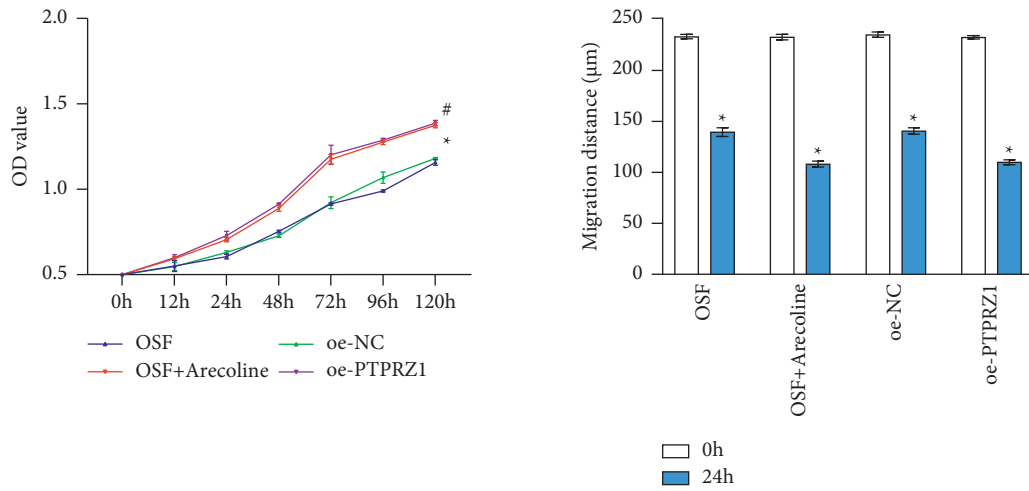 2.0
1.5
1.0
0.5
OD value
#
*
0h 12h 24h 48h 72h 96h 120h
OSF
oe-NC
OSF+Arecoline
oe-PTPRZ1
250
200
150
100
50
0
Migration distance (μm)
*
*
*
*
OSF
OSF+Arecoline
oe-NC
oe-PTPRZ1
0h
24h